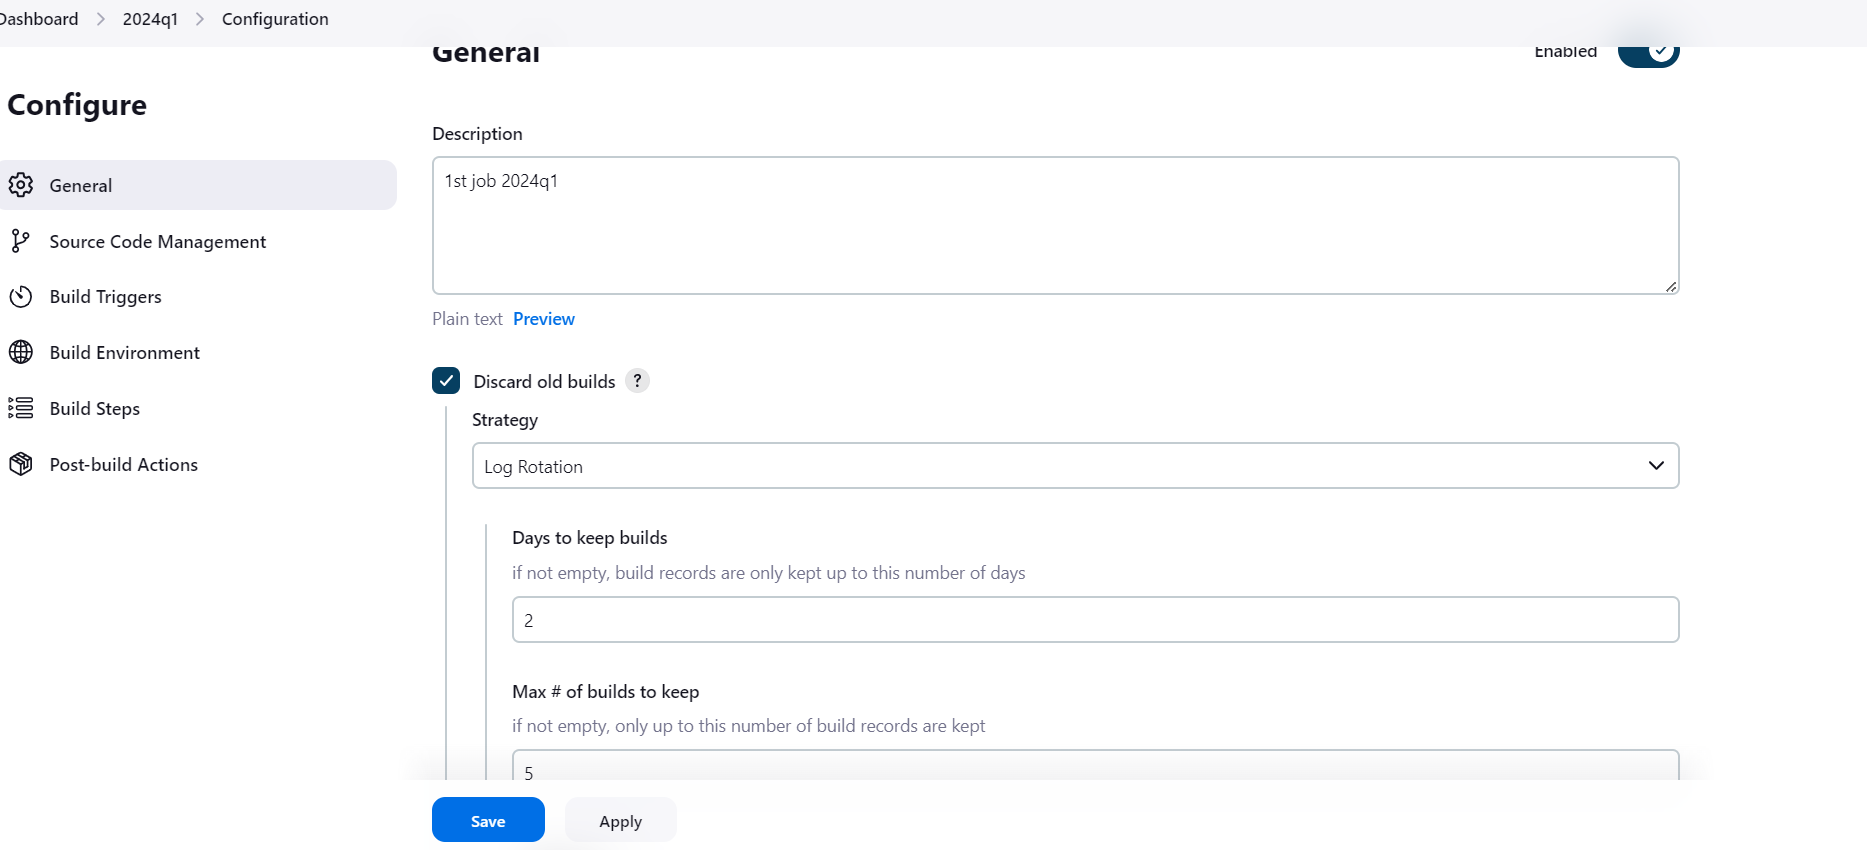 Dashboard > 2024q1 > Configuration
General
Enabled
Configure
Description
General
1st job 2024q1
Source Code Management
Build Triggers
Plain text Preview
Build Environment
Discard old builds ?
Build Steps
Strategy
Post-build Actions
Log Rotation
Days to keep builds
if not empty, build records are only kept up to this number of days
2
Max # of builds to keep
if not empty, only up to this number of build records are kept
5
Save Apply